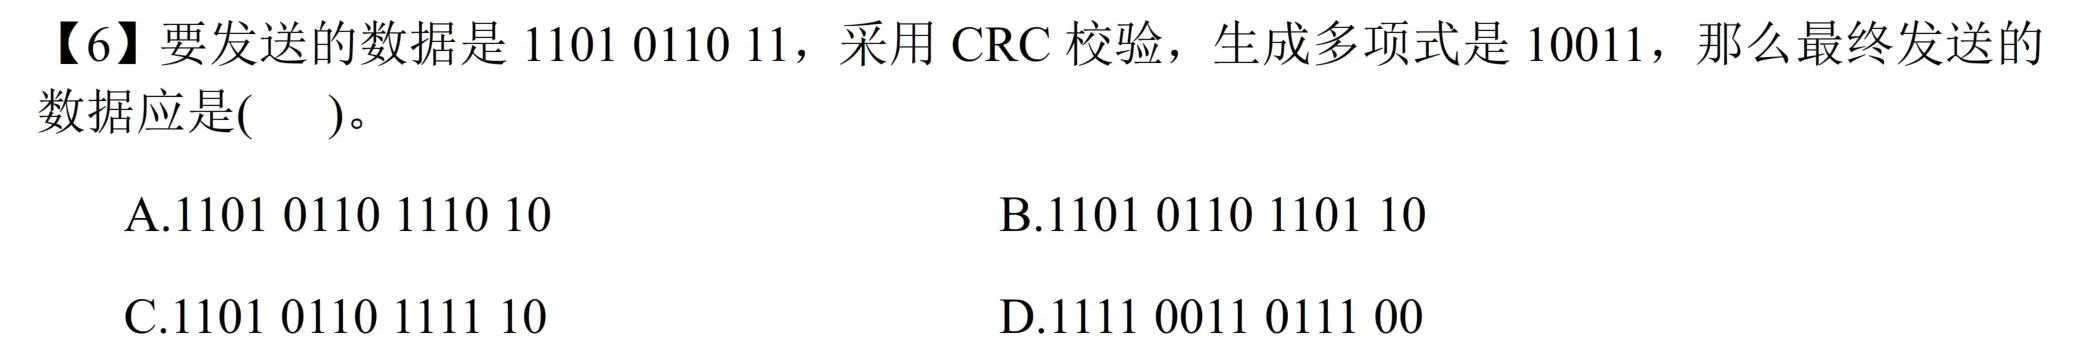 【6】要发送的数据是 1101 0110 11，采用 CRC 校验，生成多项式是 10011，那么最终发送的
数据应是(    )。
A.1101 0110 1110 10
B.1101 0110 1101 10
C.1101 0110 1111 10
D.1111 0011 0111 00